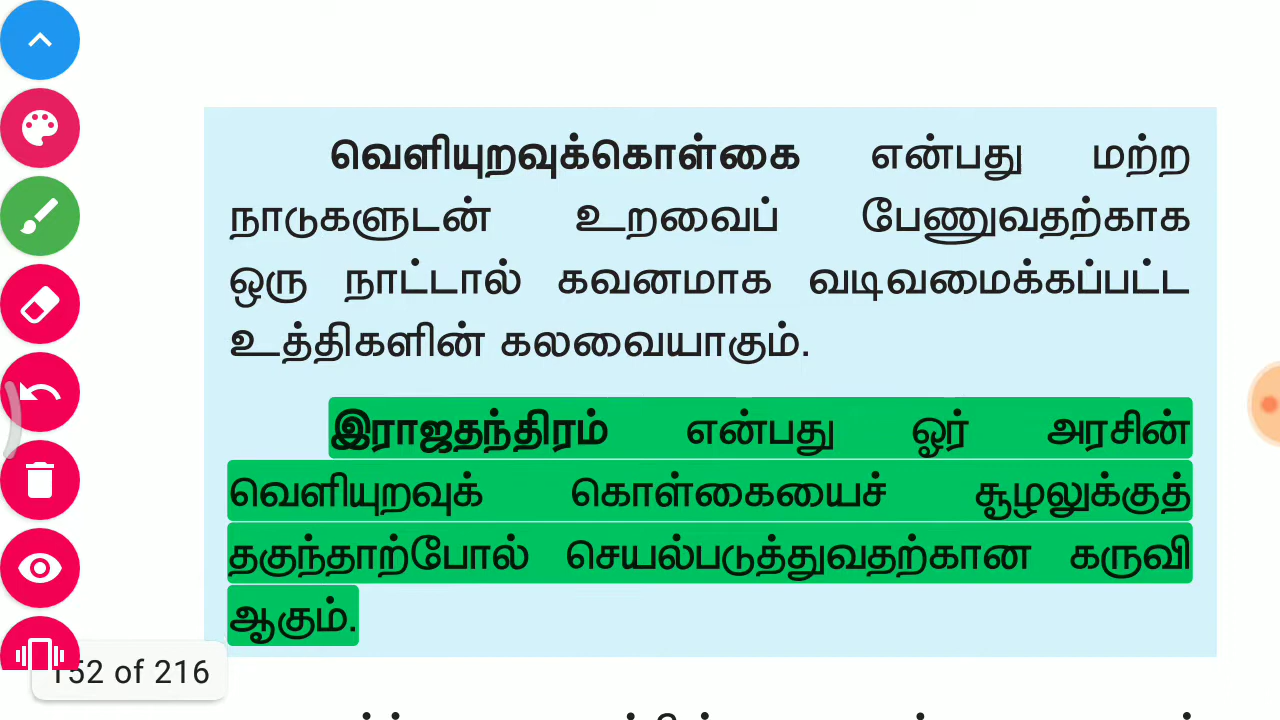 வெளியுறவுக்கொள்கை என்பது மற்ற
நாடுகளுடன் உறவைப் பேணுவதற்காக
ஒரு நாட்டால் கவனமாக வடிவமைக்கப்பட்ட
உத்திகளின் கலவையாகும்.
இராஜதந்திரம் என்பது ஓர் அரசின்
வெளியுறவுக் கொள்கையைச் சூழலுக்குத்
தகுந்தாற்போல் செயல்படுத்துவதற்கான கருவி
ஆகும்.
152 of 216